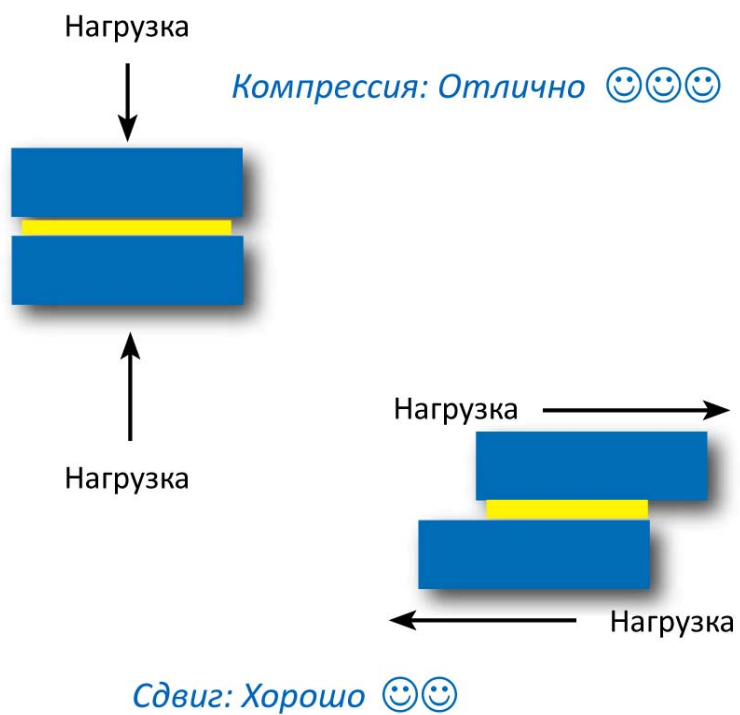 Нагрузка
Компрессия: Отлично
Нагрузка
Нагрузка
Нагрузка
Сдвиг: Хорошо